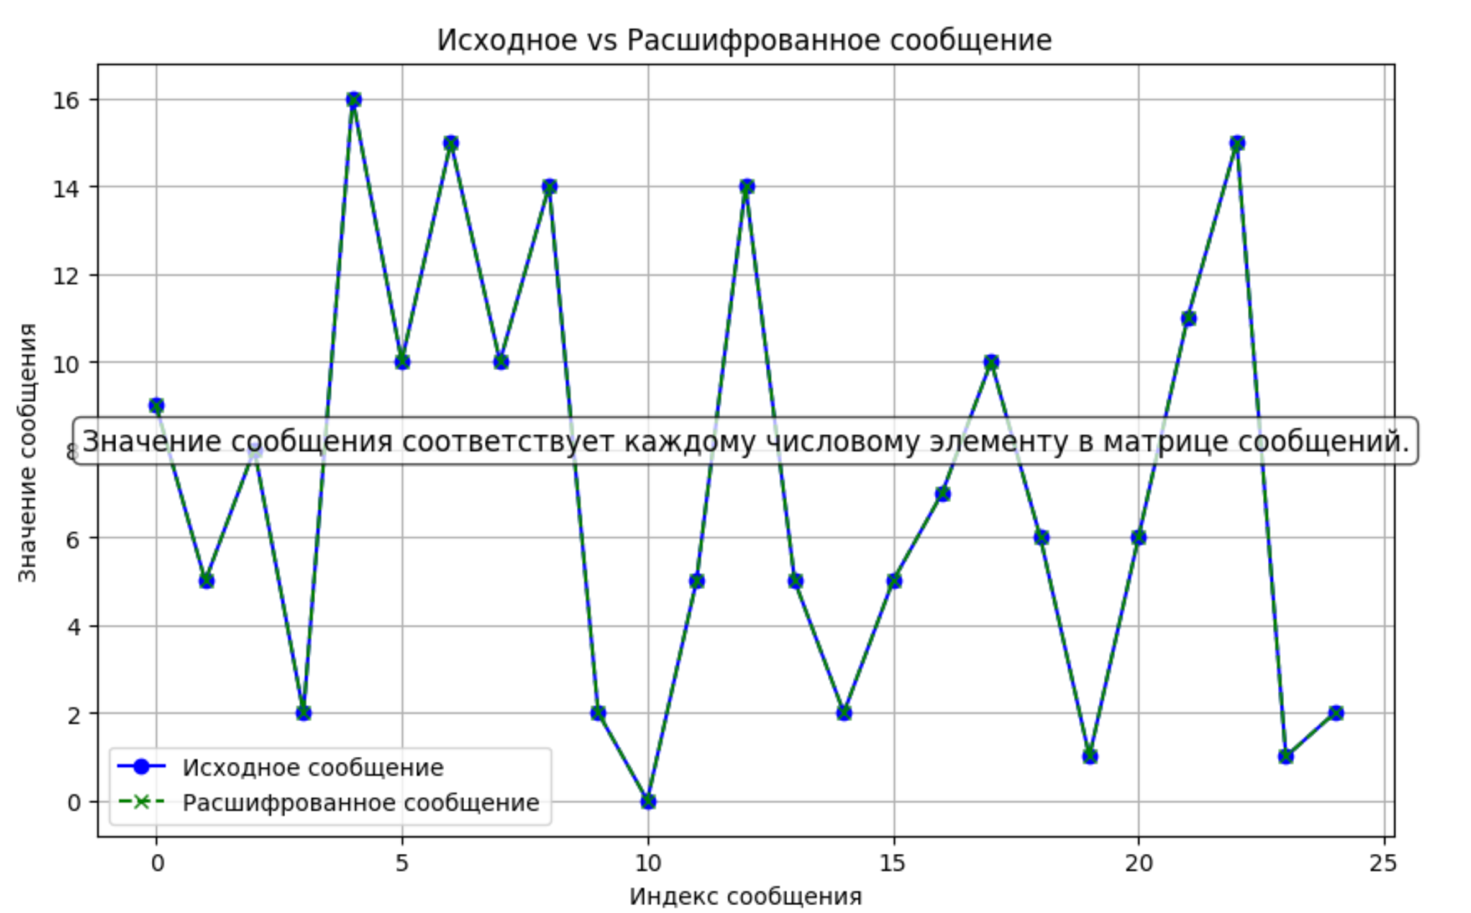 Исходное vs Расшифрованное сообщение
16
14
12
10
8
6
4
2
0
Значение сообщения
Значение сообщения соответствует каждому числовому элементу в матрице сообщений.
Исходное сообщение
Расшифрованное сообщение
0 5 10 15 20 25
Индекс сообщения